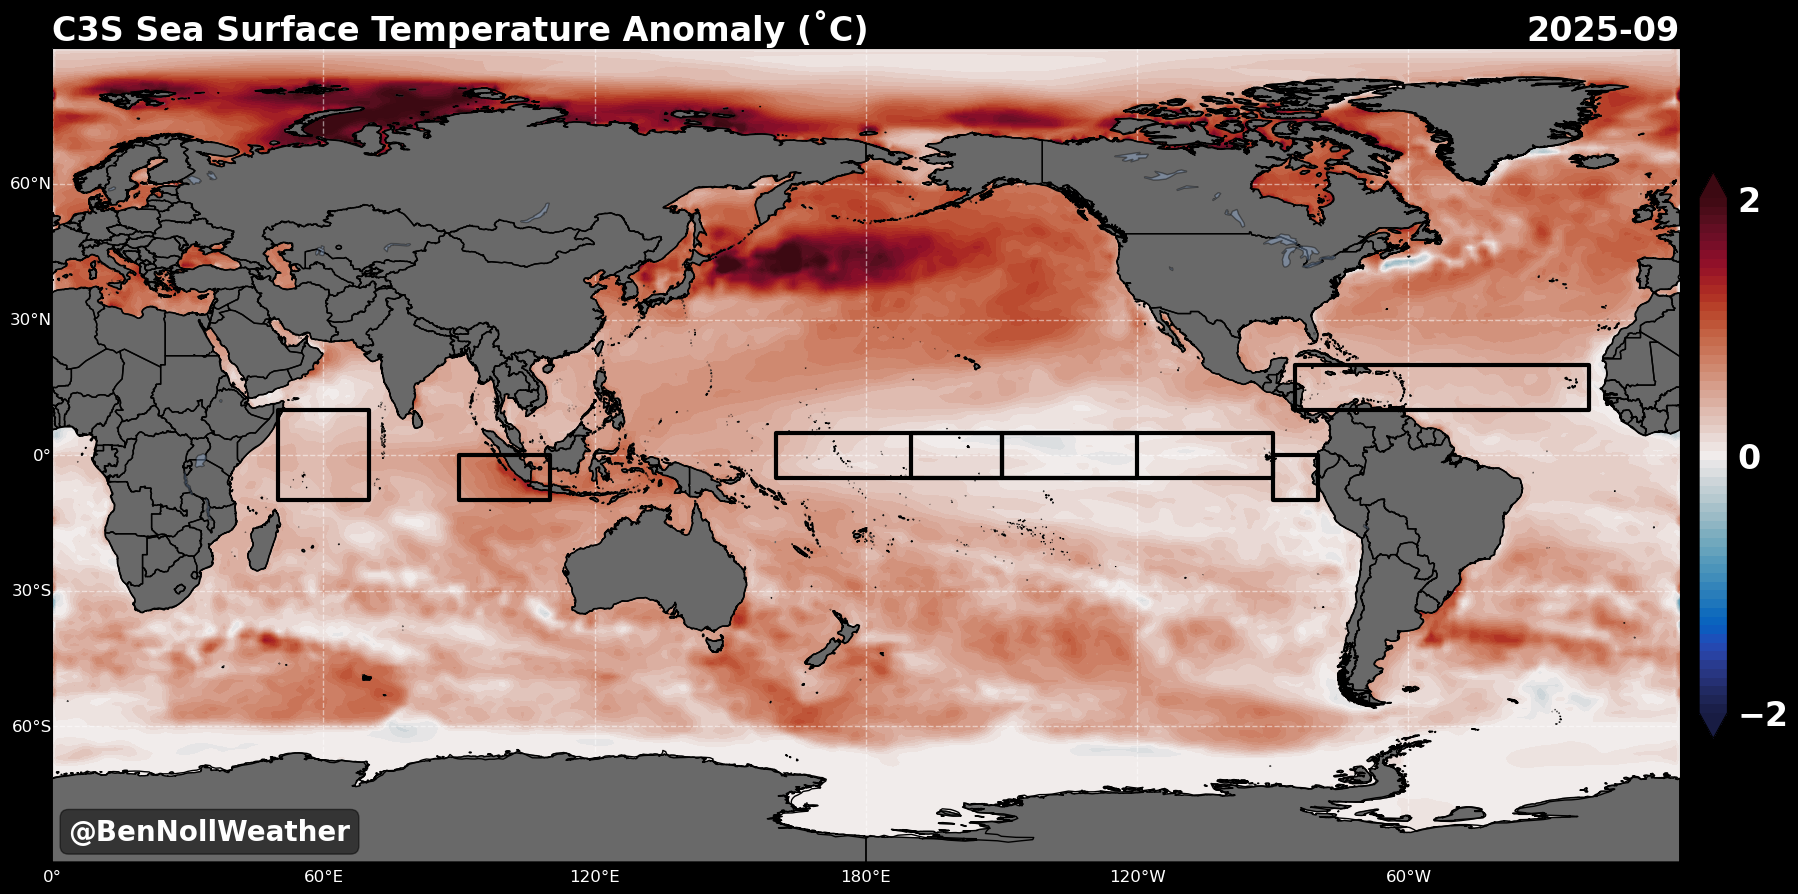 C3S Sea Surface Temperature Anomaly (˚C) 2025-09
60°N
30°N
0°
30°S
60°S
2
0
−2
@BenNollWeather
0° 60°E 120°E 180°E 120°W 60°W